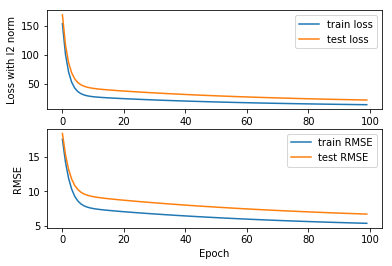 train loss
test loss
Loss with l2 norm
150
100
50
0 20 40 60 80 100
train RMSE
test RMSE
RMSE
15
10
5
0 20 40 60 80 100
Epoch